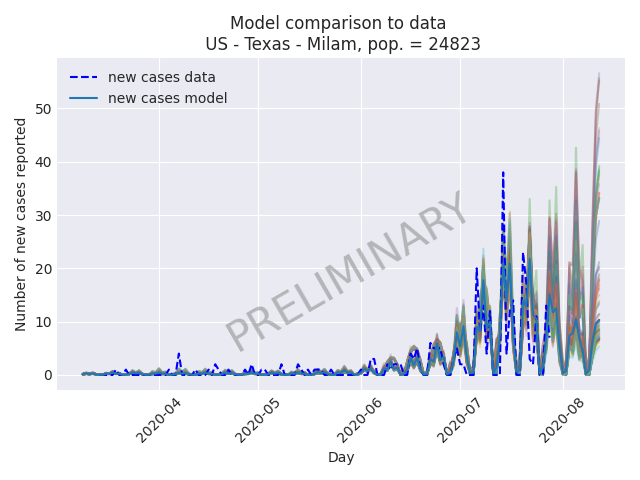 Model comparison to data
US - Texas - Milam, pop. = 24823
new cases data
new cases model
Number of new cases reported
50
40
30
20
10
0
PRELIMINARY
2020-04
2020-05
2020-06
2020-07
2020-08
Day